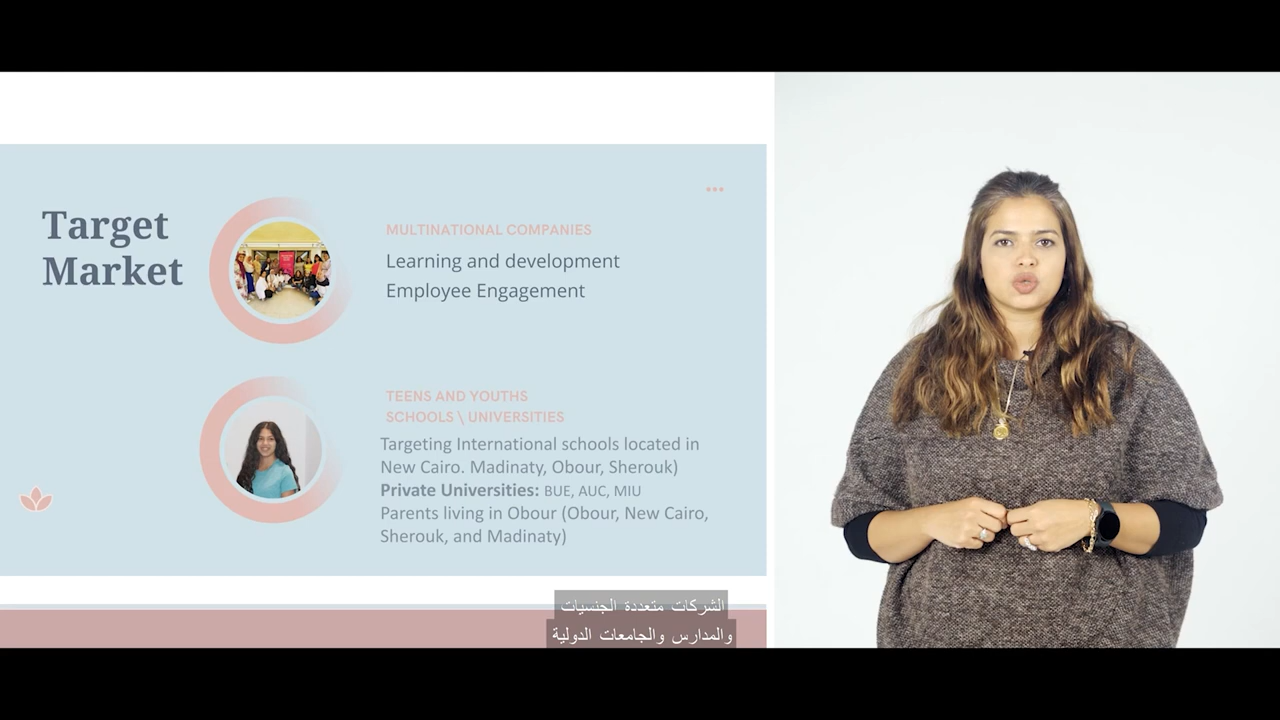 Target
Market
MULTINATIONAL COMPANIES
Learning and development
Employee Engagement
TEENS AND YOUTHS
SCHOOLS \ UNIVERSITIES
Targeting International schools located in
New Cairo. Madinaty, Obour, Sherouk)
Private Universities: BUE, AUC, MIU
Parents living in Obour (Obour, New Cairo,
Sherouk, and Madinaty)
الشركات متعددة الجنسيات
والمدارس والجامعات الدولية